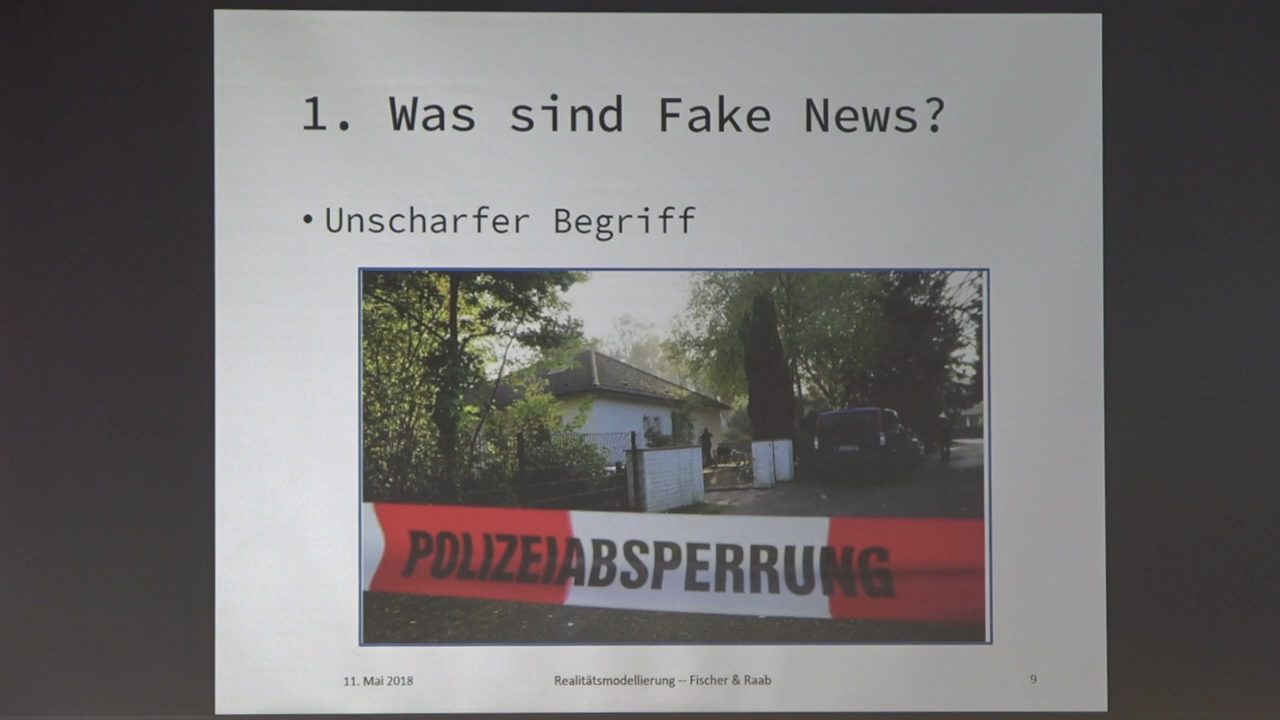 1. Was sind Fake News?
• Unscharfer Begriff
POLIZEIABSPERRUNG
11. Mai 2018
Realitätsmodellierung -- Fischer & Raab
9